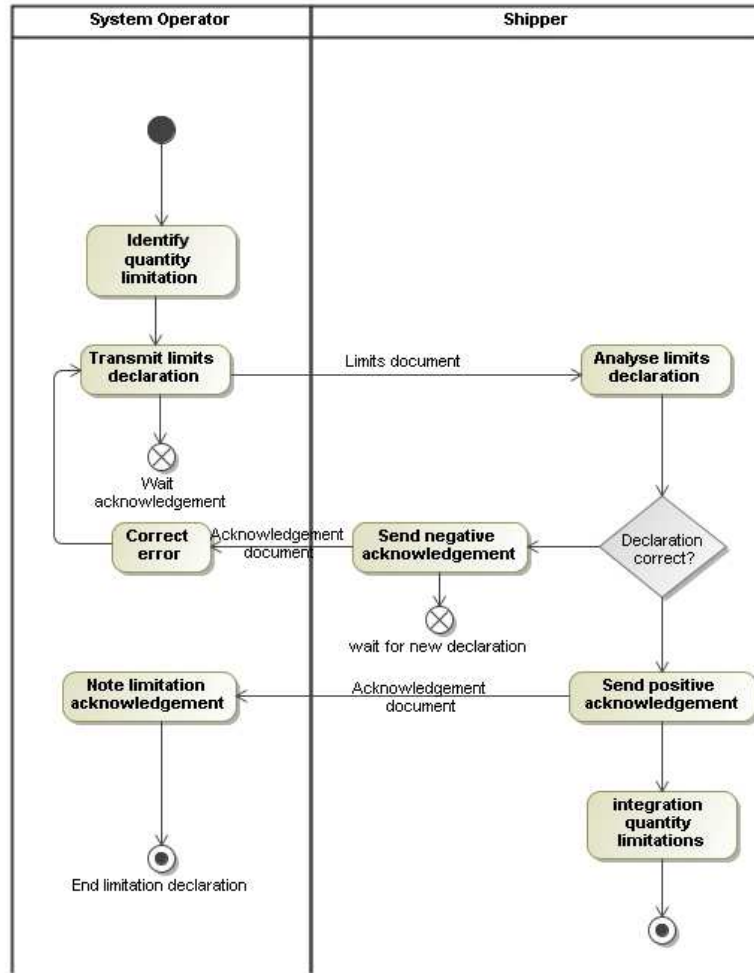 System Operator
Shipper
Identify
quantity
limitation
Transmit limits
declaration
Limits document
Analyse limits
declaration
Wait
acknowledgement
Correct
error
Acknowledgement
document
Send negative
acknowledgement
Declaration
correct?
wait for new declaration
Note limitation
acknowledgement
Acknowledgement
document
Send positive
acknowledgement
integration
quantity
limitations
End limitation declaration